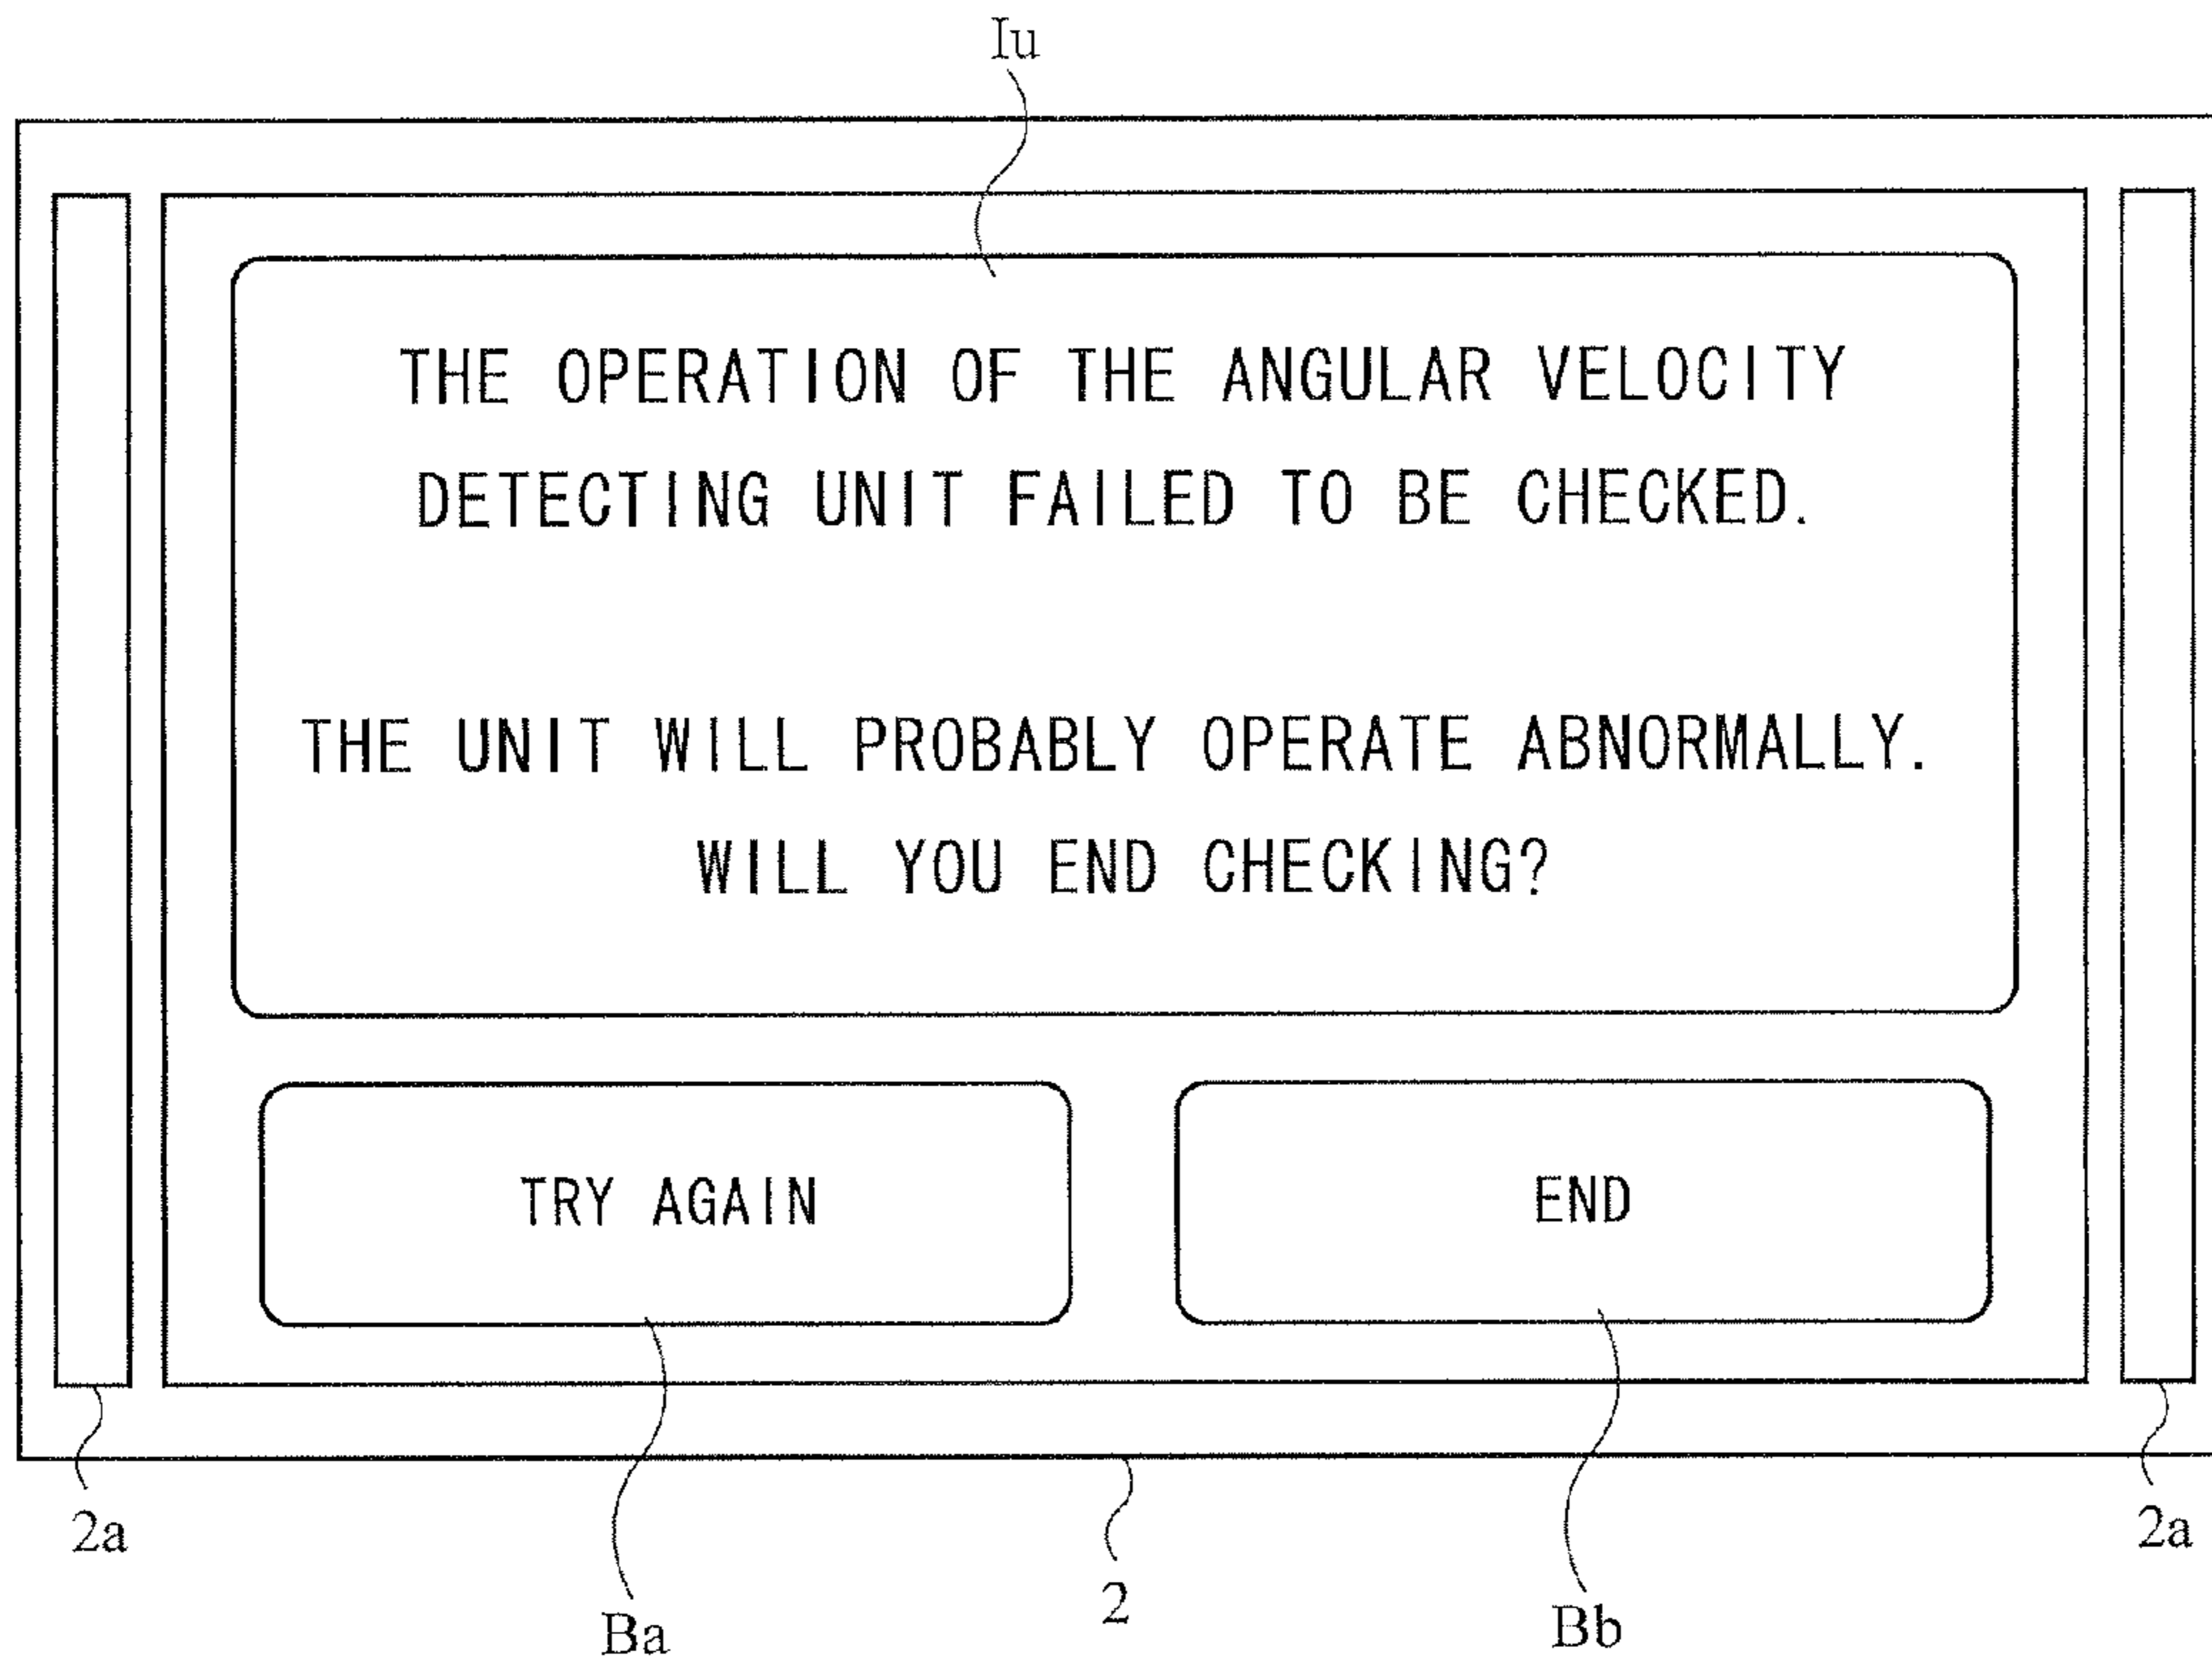 Iu
THE OPERATION OF THE ANGULAR VELOCITY
DETECTING UNIT FAILED TO BE CHECKED.
THE UNIT WILL PROBABLY OPERATE ABNORMALLY.
WILL YOU END CHECKING?
TRY AGAIN
END
2a
2a
2
Ba
Bb